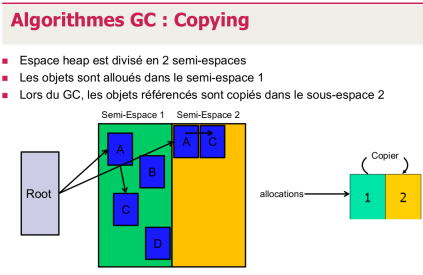 Algorithmes GC : Copying
Espace heap est divisé en 2 semi-espaces
Les objets sont alloués dans le semi-espace 1
Lors du GC, les objets référencés sont copiés dans le sous-espace 2
Semi-Espace 1 Semi-Espace 2
A
A C
B
Root
C
D
Copier
allocations
1 2